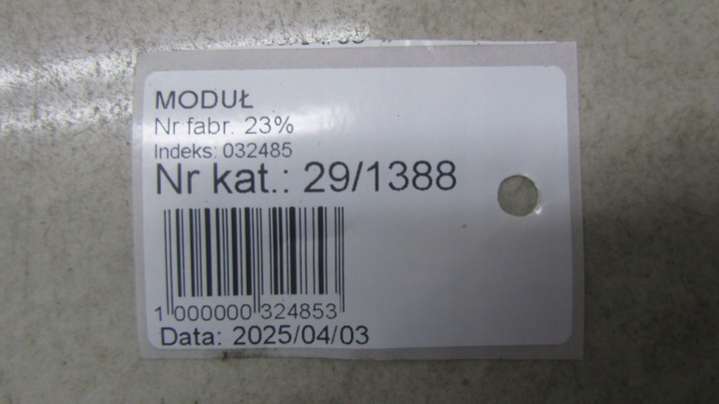 MODUŁ
Nr fabr. 23%
Indeks: 032485
Nr kat.: 29/1388
1 000000 324853
Data: 2025/04/03